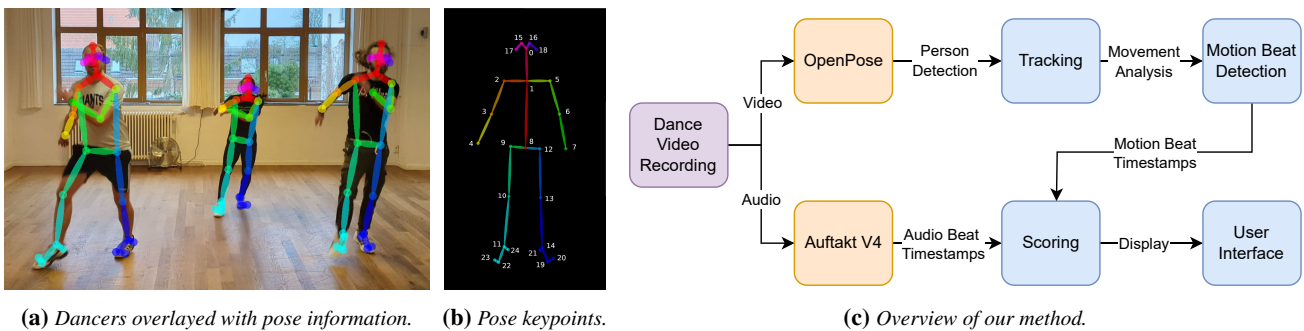 ANTS
15 16
17 18
0
2 5
1
3 6
4 7
9 8 12
10 13
11 24 14
23 22 21 20
19
OpenPose
Person
Detection
Tracking
Movement
Analysis
Motion Beat
Detection
Video
Dance
Video
Recording
Motion Beat
Timestamps
Audio
Auftakt V4
Audio Beat
Timestamps
Scoring
Display
User
Interface
(a) Dancers overlayed with pose information.
(b) Pose keypoints.
(c) Overview of our method.